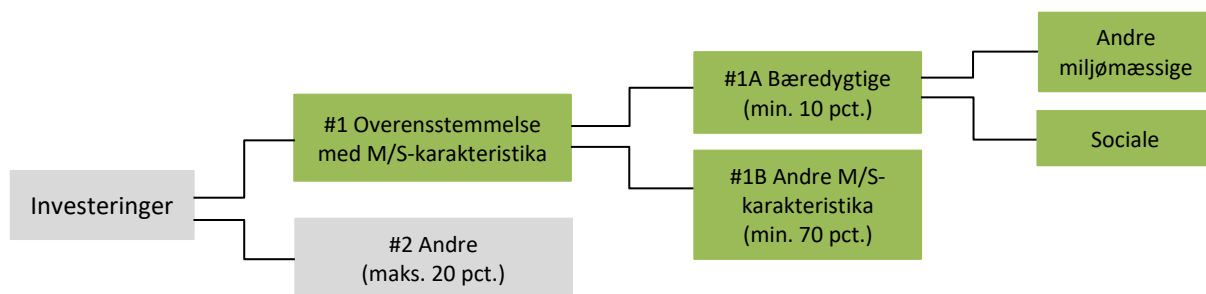 Investeringer
#1 Overensstemmelse
med M/S-karakteristika
#2 Andre
(maks. 20 pct.)
#1A Bæredygtige
(min. 10 pct.)
#1B Andre M/S-
karakteristika
(min. 70 pct.)
Andre
miljømæssige
Sociale